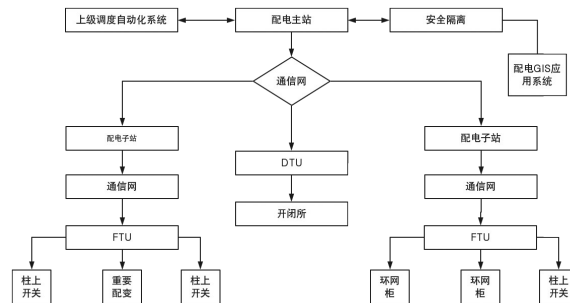 上级调度自动化系统
配电主站
安全隔离
配电GIS应
用系统
通信网
配电子站
配电子站
DTU
通信网
通信网
开闭所
FTU
FTU
柱上
开关
重要
配变
柱上
开关
环网
柜
环网
柜
柱上
开关